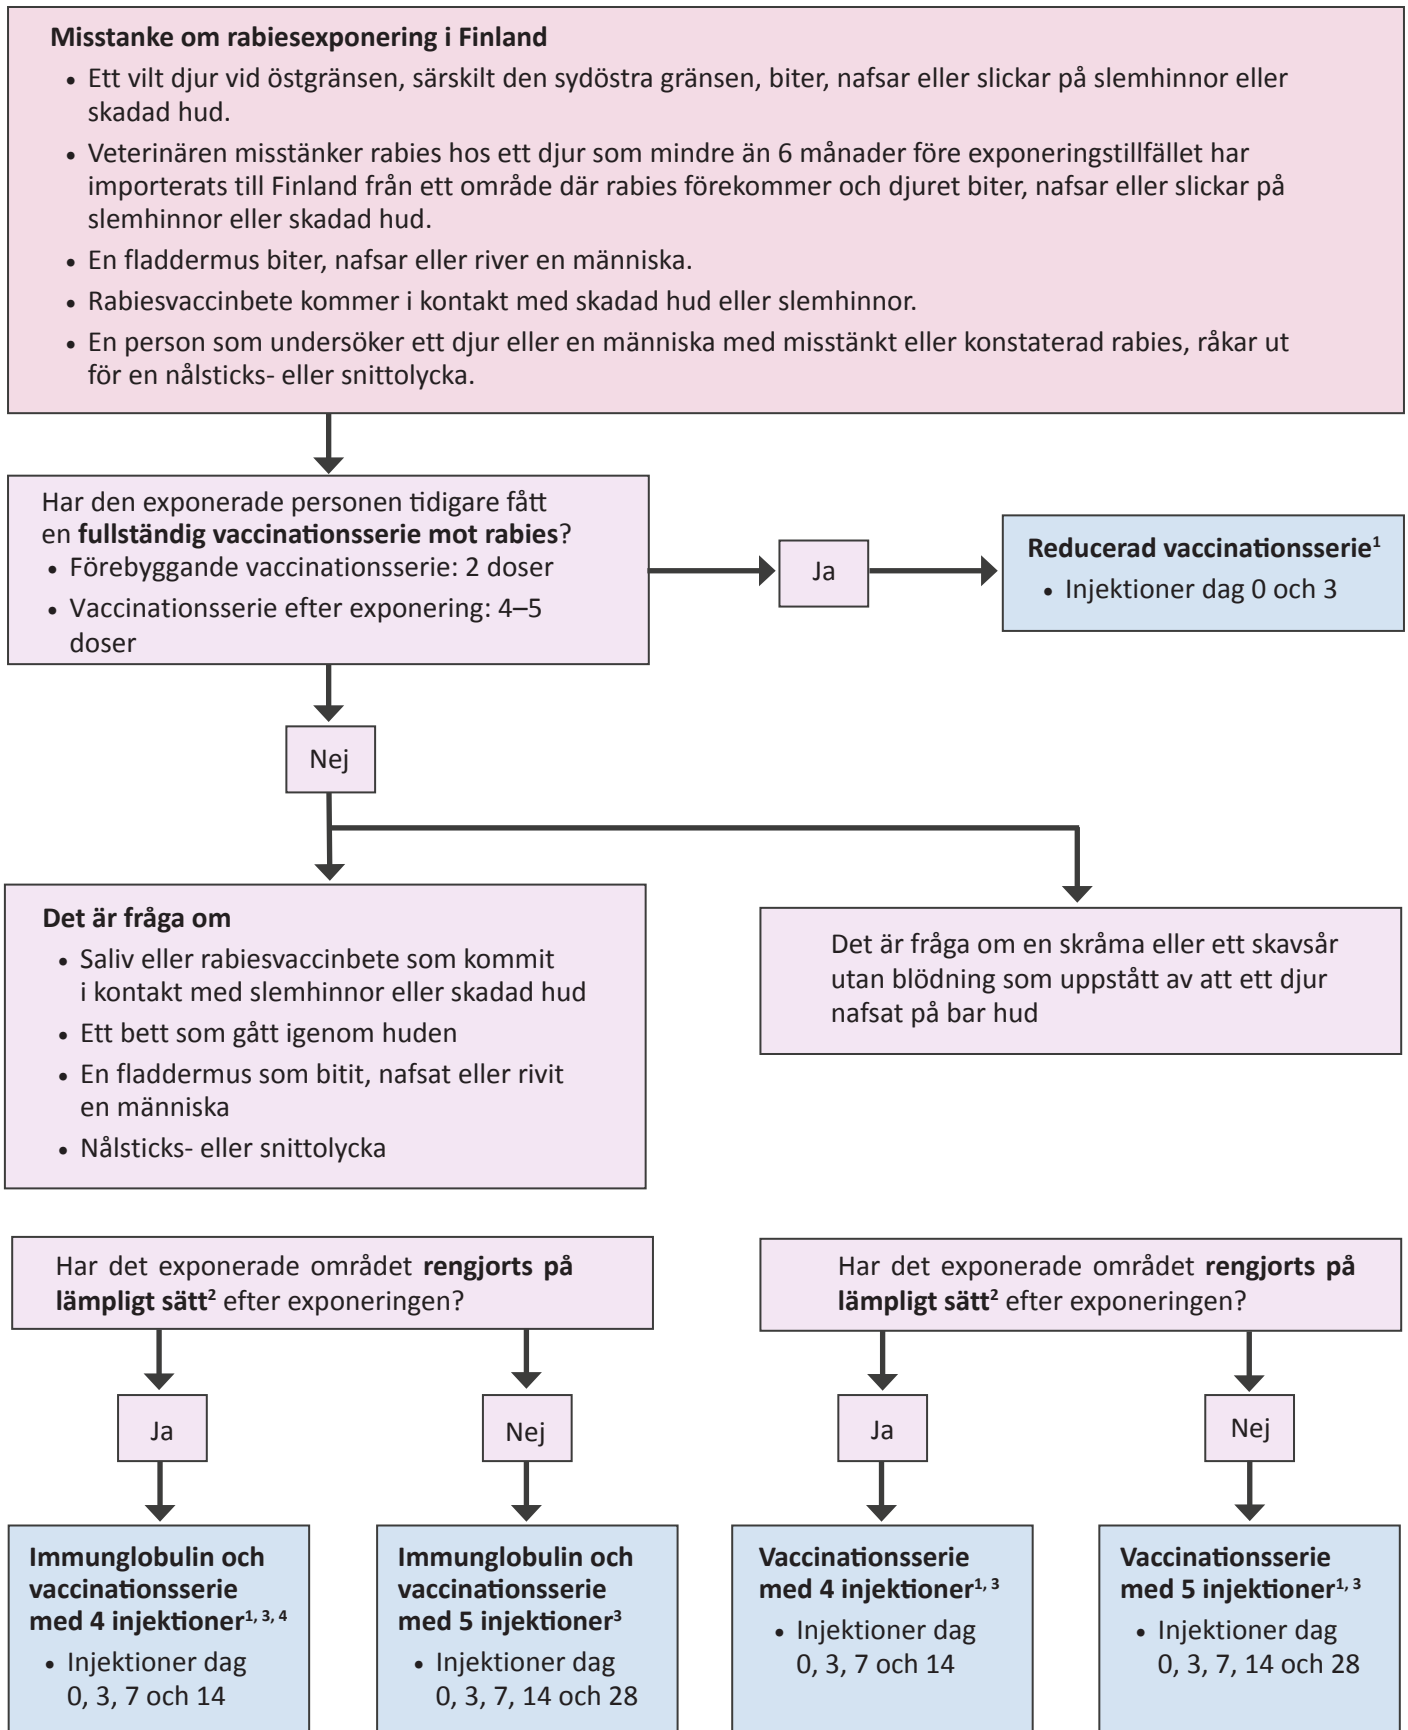 Misstanke om rabiesexponering i Finland
• Ett vilt djur vid östgränsen, särskilt den sydöstra gränsen, biter, nafsar eller slickar på slemhinnor eller
skadad hud.
• Veterinären misstänker rabies hos ett djur som mindre än 6 månader före exponeringstillfället har
importerats till Finland från ett område där rabies förekommer och djuret biter, nafsar eller slickar på
slemhinnor eller skadad hud.
• En fladdermus biter, nafsar eller river en människa.
• Rabiesvaccinbete kommer i kontakt med skadad hud eller slemhinnor.
• En person som undersöker ett djur eller en människa med misstänkt eller konstaterad rabies, råkar ut
för en nålsticks- eller snittolycka.
Har den exponerade personen tidigare fått
en fullständig vaccinationsserie mot rabies?
• Förebyggande vaccinationsserie: 2 doser
• Vaccinationsserie efter exponering: 4–5
doser
Ja
Reducerad vaccinationsserie¹
• Injektioner dag 0 och 3
Nej
Det är fråga om
• Saliv eller rabiesvaccinbete som kommit
i kontakt med slemhinnor eller skadad hud
• Ett bett som gått igenom huden
• En fladdermus som bitit, nafsat eller rivit
en människa
• Nålsticks- eller snittolycka
Det är fråga om en skråma eller ett skavsår
utan blödning som uppstått av att ett djur
nafsat på bar hud
Har det exponerade området rengjorts på
lämpligt sätt² efter exponeringen?
Har det exponerade området rengjorts på
lämpligt sätt² efter exponeringen?
Ja
Nej
Ja
Nej
Immunglobulin och
vaccinationsserie
med 4 injektioner¹, ³, ⁴
• Injektioner dag
0, 3, 7 och 14
Immunglobulin och
vaccinationsserie
med 5 injektioner³
• Injektioner dag
0, 3, 7, 14 och 28
Vaccinationsserie
med 4 injektioner¹, ³
• Injektioner dag
0, 3, 7 och 14
Vaccinationsserie
med 5 injektioner¹, ³
• Injektioner dag
0, 3, 7, 14 och 28